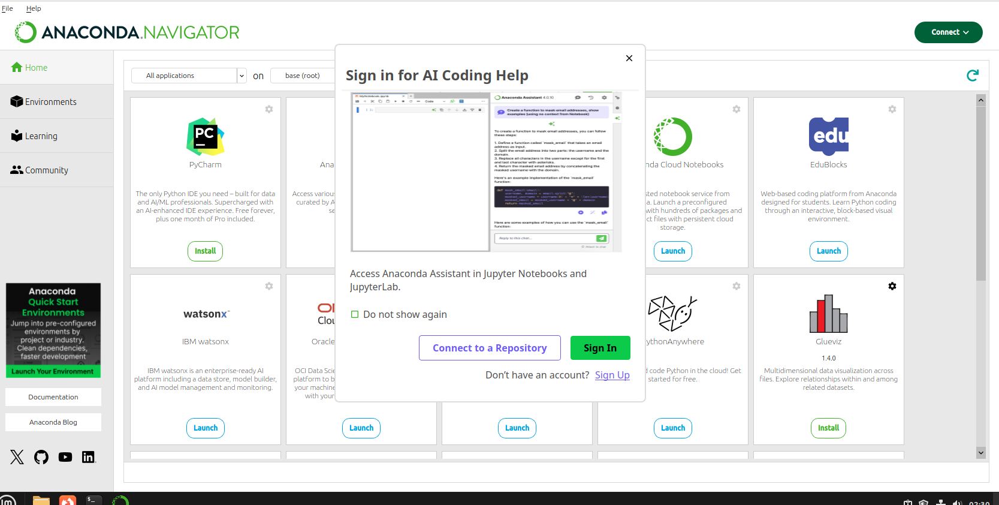 File Help
ANACONDA.NAVIGATOR
Connect
Home
Environments
Learning
Community
Anaconda
Quick Start
Environments
Jump into pre-configured
environments by
project or industry.
Clean dependencies,
faster development
Launch Your Environment
Documentation
Anaconda Blog
All applications on base (root)
PC
PyCharm
The only Python IDE you need – built for data
and AI/ML professionals. Supercharged with
an AI-enhanced IDE experience. Free forever,
plus one month of Pro included.
Install
Ana
Access variou
curated by A
se
nda Cloud Notebooks
sted notebook service from
a. Launch a preconfigured
with hundreds of packages and
ct files with persistent cloud
storage.
Launch
edu
EduBlocks
Web-based coding platform from Anaconda
designed for students. Learn Python coding
through an interactive, block-based visual
environment.
Launch
watsonx™
IBM watsonx
IBM watsonx is an enterprise-ready AI
platform including a data store, model builder,
and AI model management and monitoring.
Launch
Clou
Oracle
OCI Data Scie
platform to b
your machine
with your
Launch
Launch
ythonAnywhere
d code Python in the cloud! Get
started for free.
Launch
Glueviz
1.4.0
Multidimensional data visualization across
files. Explore relationships within and among
related datasets.
Install
Sign in for AI Coding Help
MyNotebook.ipynb
Code
Anaconda Assistant 4.0.10
Create a function to mask email addresses, show
examples (using no context from Notebook)
To create a function to mask email addresses, you can follow
these steps:
1. Define a function called `mask_email` that takes an email
address as input.
2. Split the email address into two parts: the username and the
domain.
3. Replace all characters in the username except for the first
and last character with asterisks.
4. Return the masked email address by concatenating the
masked username with the domain.
Here's an example implementation of the `mask_email`
function:
def mask_email(email):
username, domain = email.split('@')
return masked_email
Here are some examples of how you can use the `mask_email`
function:
Reply to this chat...
Attach to chat
Access Anaconda Assistant in Jupyter Notebooks and
JupyterLab.
Do not show again
Connect to a Repository Sign In
Don’t have an account? Sign Up
02:30